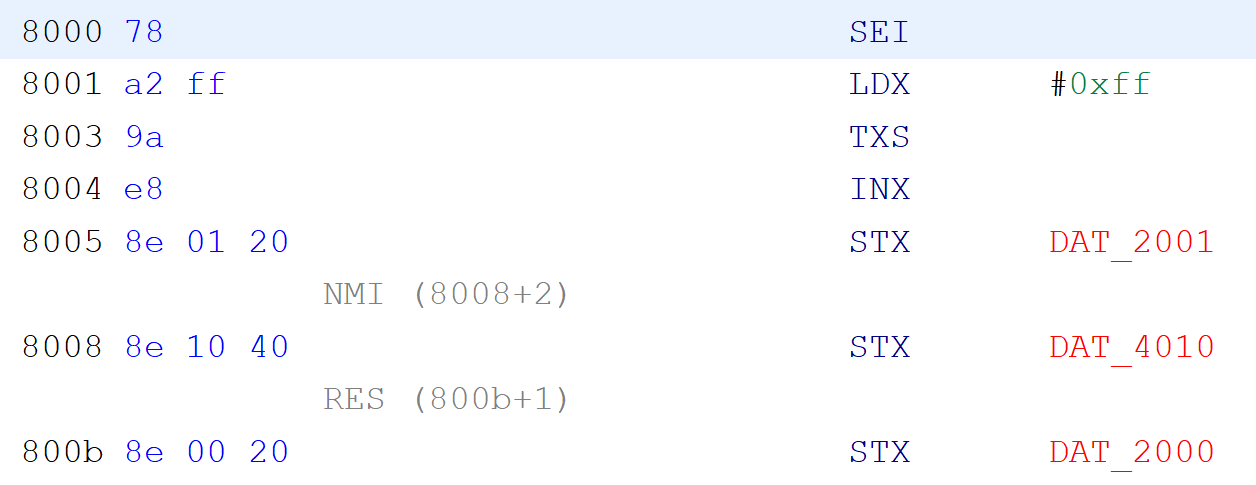 8000 78 SEI
8001 a2 ff LDX #0xff
8003 9a TXS
8004 e8 INX
8005 8e 01 20 STX DAT_2001
NMI (8008+2)
8008 8e 10 40 STX DAT_4010
RES (800b+1)
800b 8e 00 20 STX DAT_2000